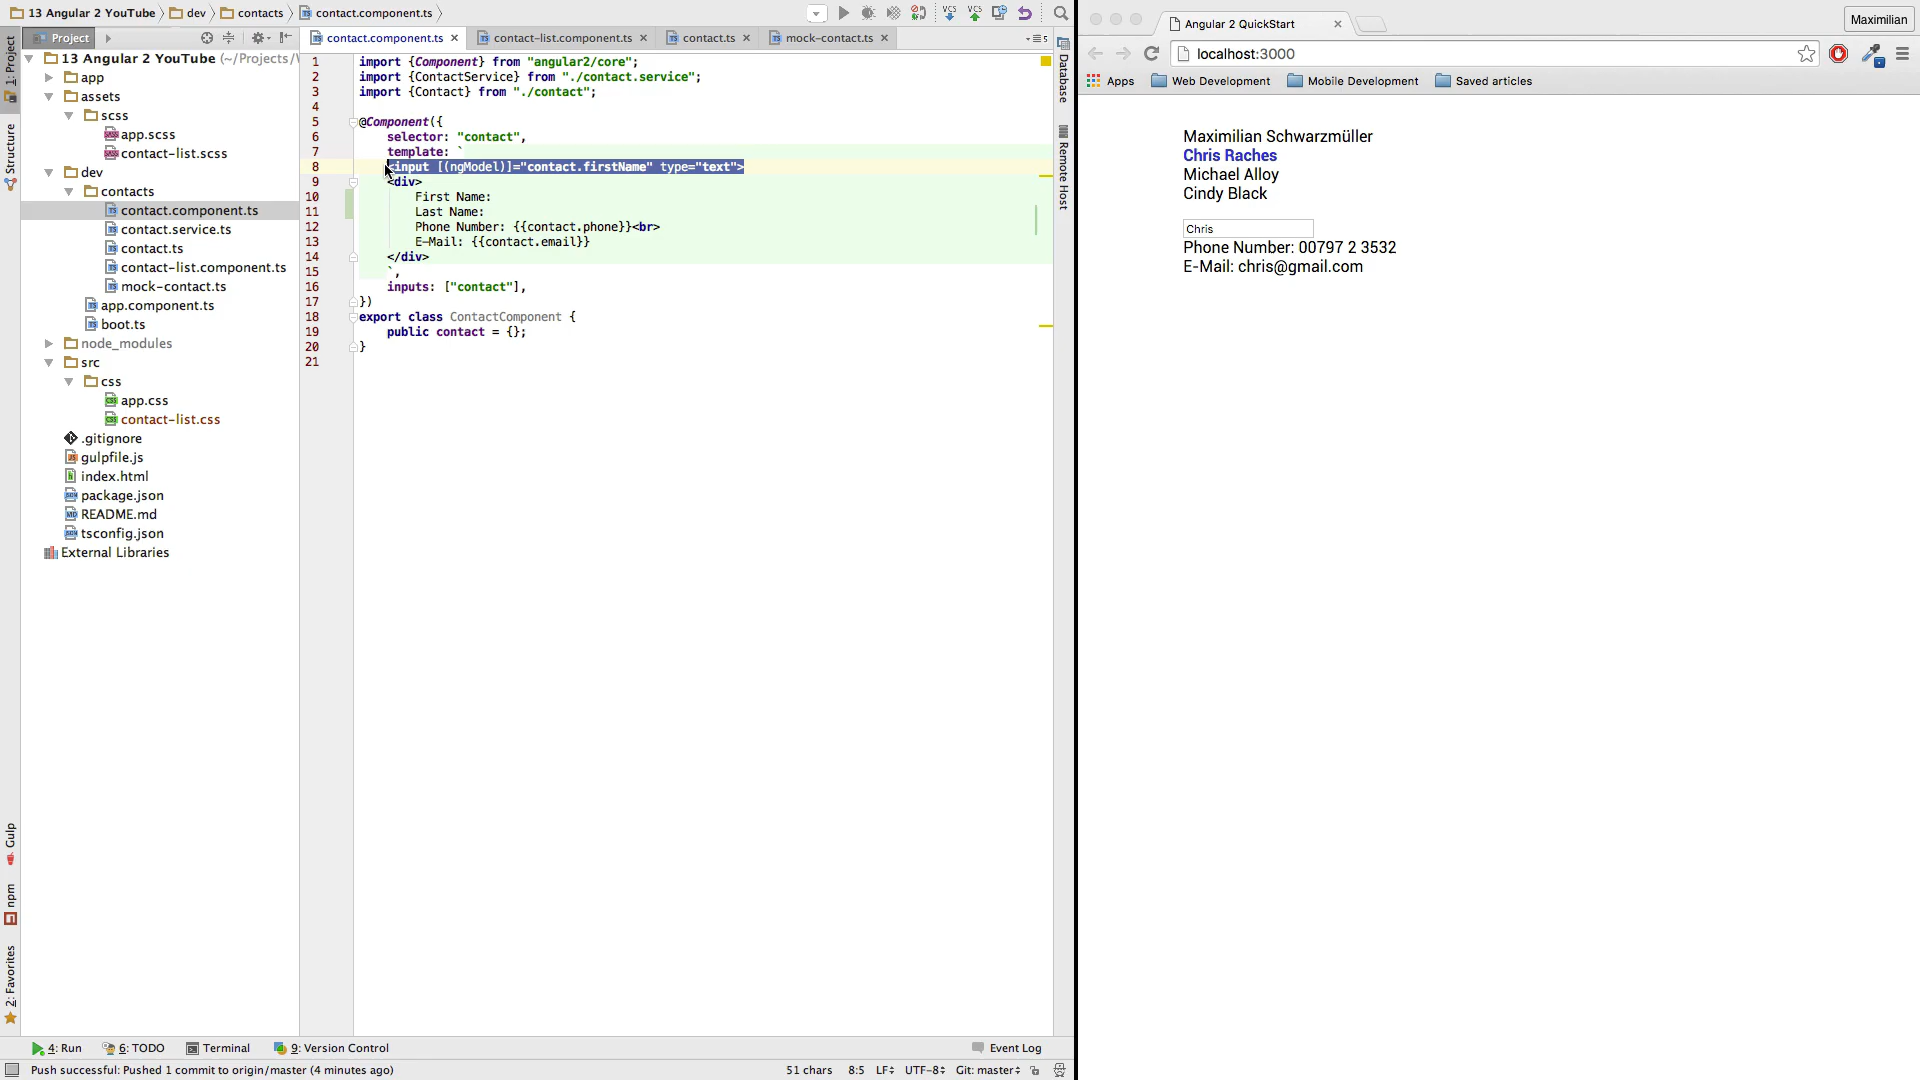 13 Angular 2 YouTube dev contacts contact.component.ts
Project
contact.component.ts contact-list.component.ts contact.ts mock-contact.ts
13 Angular 2 YouTube (~/Projects/
app
assets
scss
app.scss
contact-list.scss
dev
contacts
contact.component.ts
contact.service.ts
contact.ts
contact-list.component.ts
mock-contact.ts
app.component.ts
boot.ts
node_modules
src
css
app.css
contact-list.css
.gitignore
gulpfile.js
index.html
package.json
README.md
tsconfig.json
External Libraries
1: Project
Structure
Gulp
npm
2: Favorites
1 import {Component} from "angular2/core";
2 import {ContactService} from "./contact.service";
3 import {Contact} from "./contact";
4
5 @Component({
6 selector: "contact",
7 template: `
8 <input [(ngModel)]="contact.firstName" type="text">
9 <div>
10 First Name:
11 Last Name:
12 Phone Number: {{contact.phone}}<br>
13 E-Mail: {{contact.email}}
14 </div>
15 `,
16 inputs: ["contact"],
17 })
18 export class ContactComponent {
19 public contact = {};
20 }
21
Database
Remote Host
4: Run 6: TODO Terminal 9: Version Control Event Log
Push successful: Pushed 1 commit to origin/master (4 minutes ago) 51 chars 8:5 LF UTF-8 Git: master
Angular 2 QuickStart
Maximilian
localhost:3000
Apps Web Development Mobile Development Saved articles
Maximilian Schwarzmüller
Chris Raches
Michael Alloy
Cindy Black
Chris
Phone Number: 00797 2 3532
E-Mail: chris@gmail.com